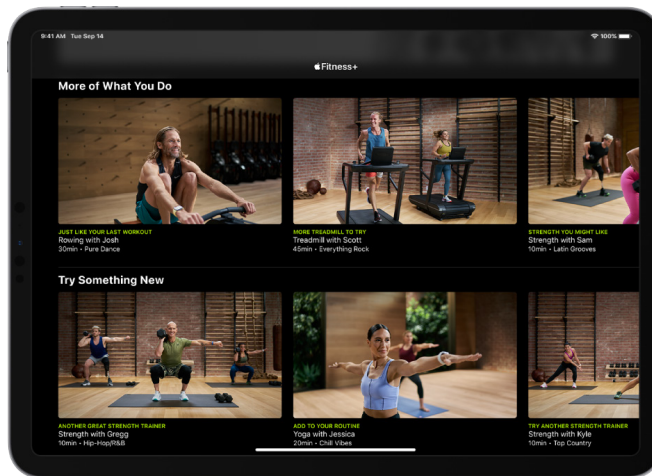 9:41 AM Tue Sep 14
100%
Fitness+
More of What You Do
JUST LIKE YOUR LAST WORKOUT
Rowing with Josh
30min • Pure Dance
MORE TREADMILL TO TRY
Treadmill with Scott
45min • Everything Rock
STRENGTH YOU MIGHT LIKE
Strength with Sam
10min • Latin Grooves
Try Something New
ANOTHER GREAT STRENGTH TRAINER
Strength with Gregg
10min • Hip-Hop/R&B
ADD TO YOUR ROUTINE
Yoga with Jessica
20min • Chill Vibes
TRY ANOTHER STRENGTH TRAINER
Strength with Kyle
10min • Top Country